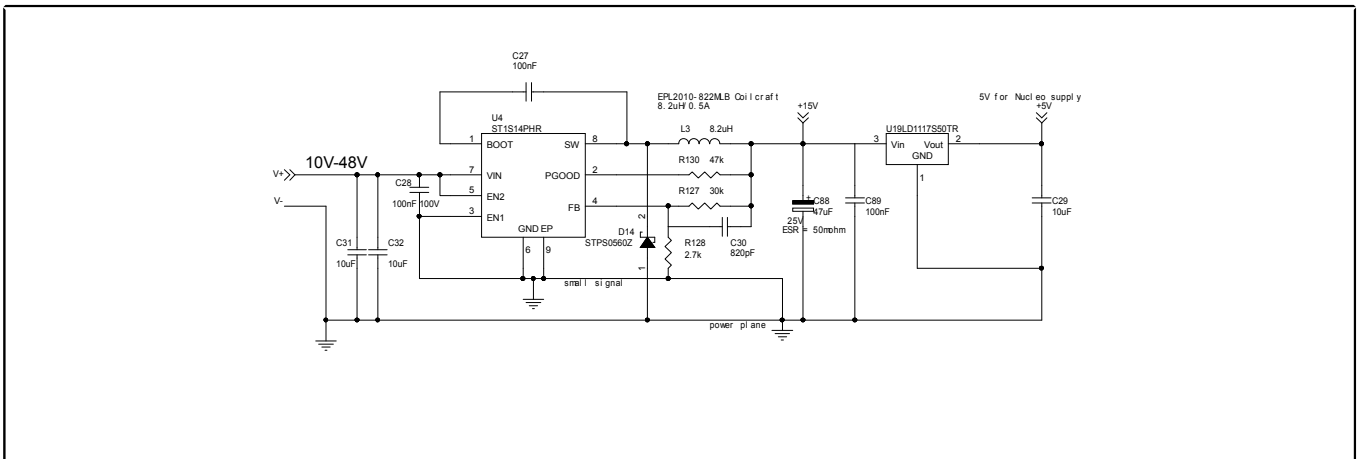 C27
100nF
EPL2010-822MLB Coilcraft
8.2uH/0.5A
+15V
5V for Nucleo supply
+5V
U4
ST1S14PHR
L3 8.2uH
U19LD1117S50TR
1 BOOT SW 8
3 Vin Vout 2
GND
1
10V-48V
R130 47k
V+
7 VIN PGOOD 2
C28
100nF 100V
5 EN2
R127 30k
V-
3 EN1 FB 4
C88
47uF
25V
ESR = 50mohm
+
C89
100nF
C29
10uF
GND EP
6 9
2
D14
STPS0560Z
1
R128
2.7k
C30
820pF
C31
10uF
C32
10uF
small signal
power plane